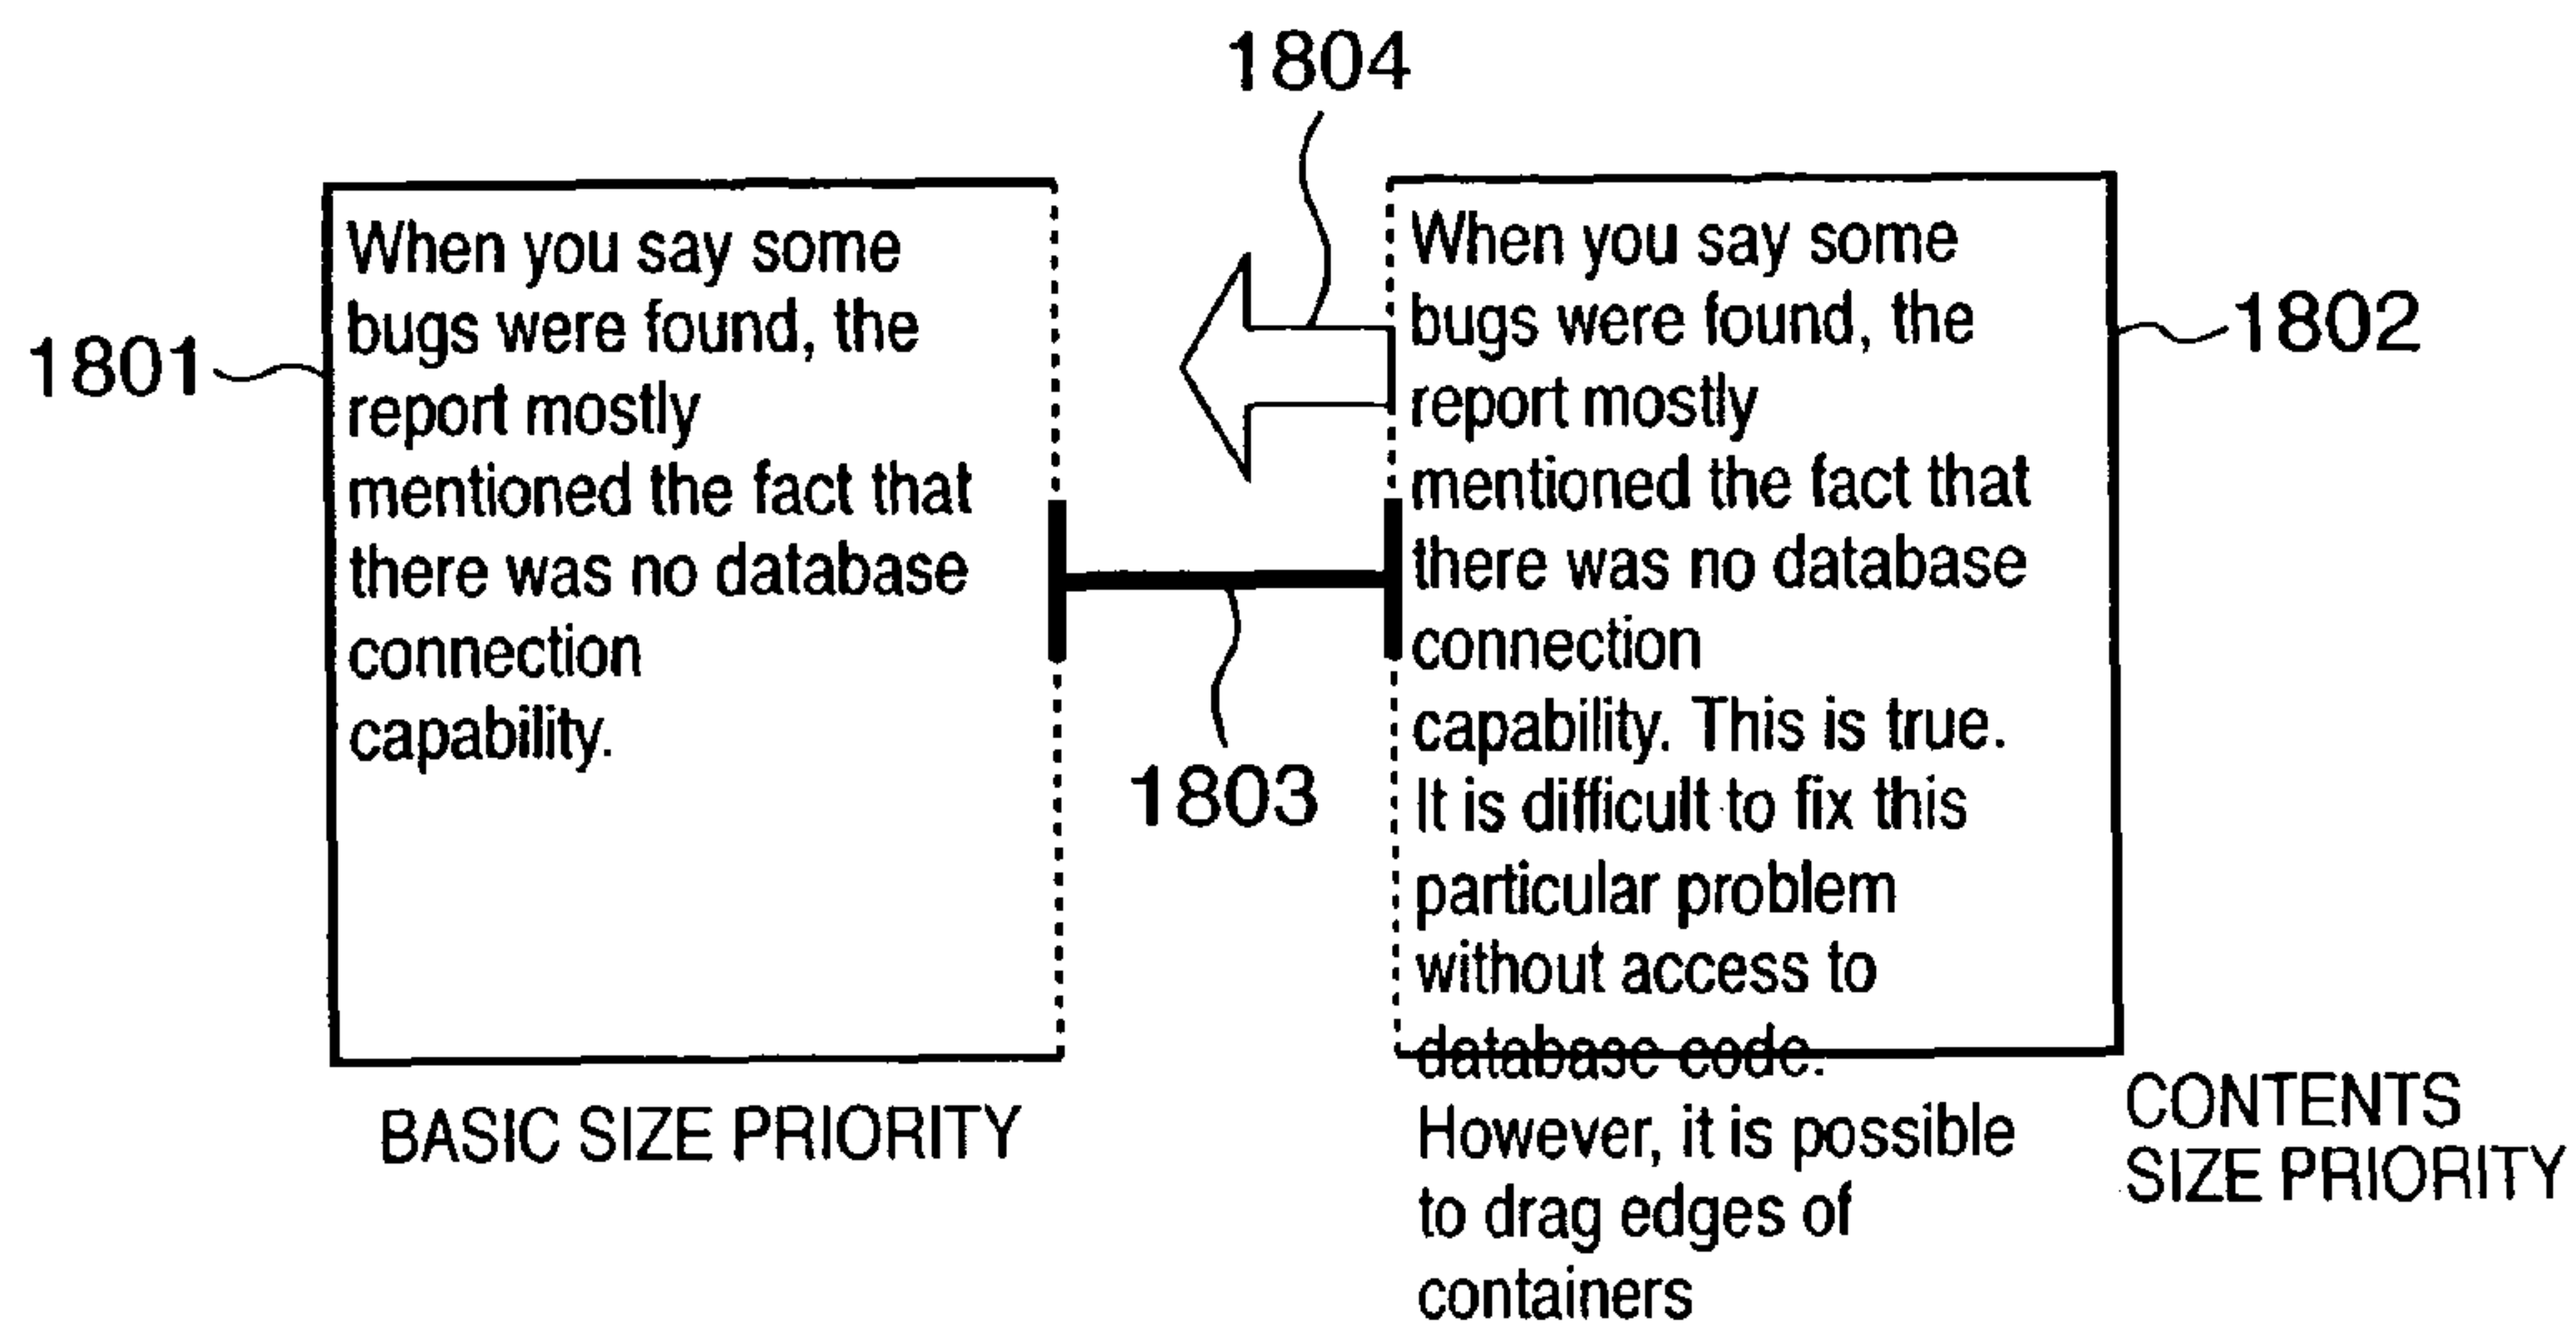 1804
When you say some
bugs were found, the
report mostly
mentioned the fact that
there was no database
connection
capability.
1801
BASIC SIZE PRIORITY
1803
When you say some
bugs were found, the
report mostly
mentioned the fact that
there was no database
connection
capability. This is true.
It is difficult to fix this
particular problem
without access to
database code.
However, it is possible
to drag edges of
containers
1802
CONTENTS
SIZE PRIORITY